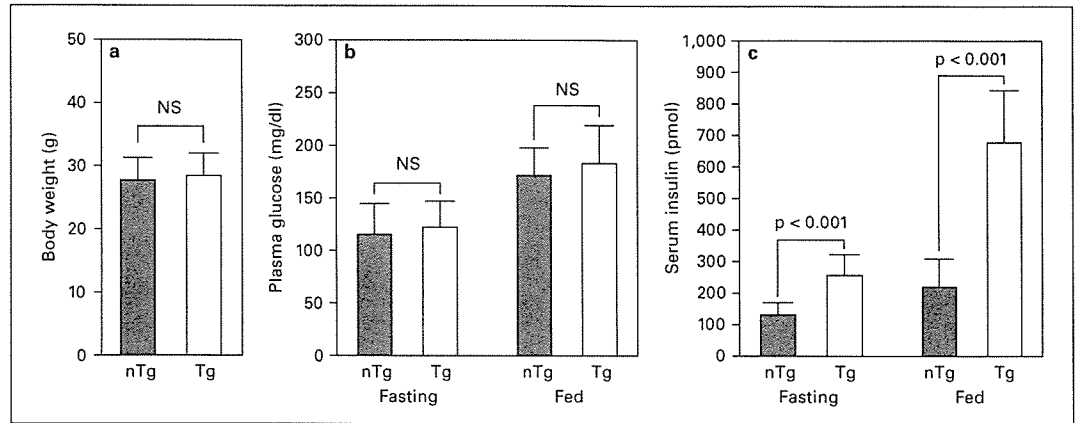 a
50
40
30
20
10
0
Body weight (g)
NS
nTg
Tg
b
300
250
200
150
100
50
0
Plasma glucose (mg/dl)
NS
NS
nTg
Tg
nTg
Tg
Fasting
Fed
c
1,000
900
800
700
600
500
400
300
200
100
0
Serum insulin (pmol)
p < 0.001
p < 0.001
nTg
Tg
nTg
Tg
Fasting
Fed